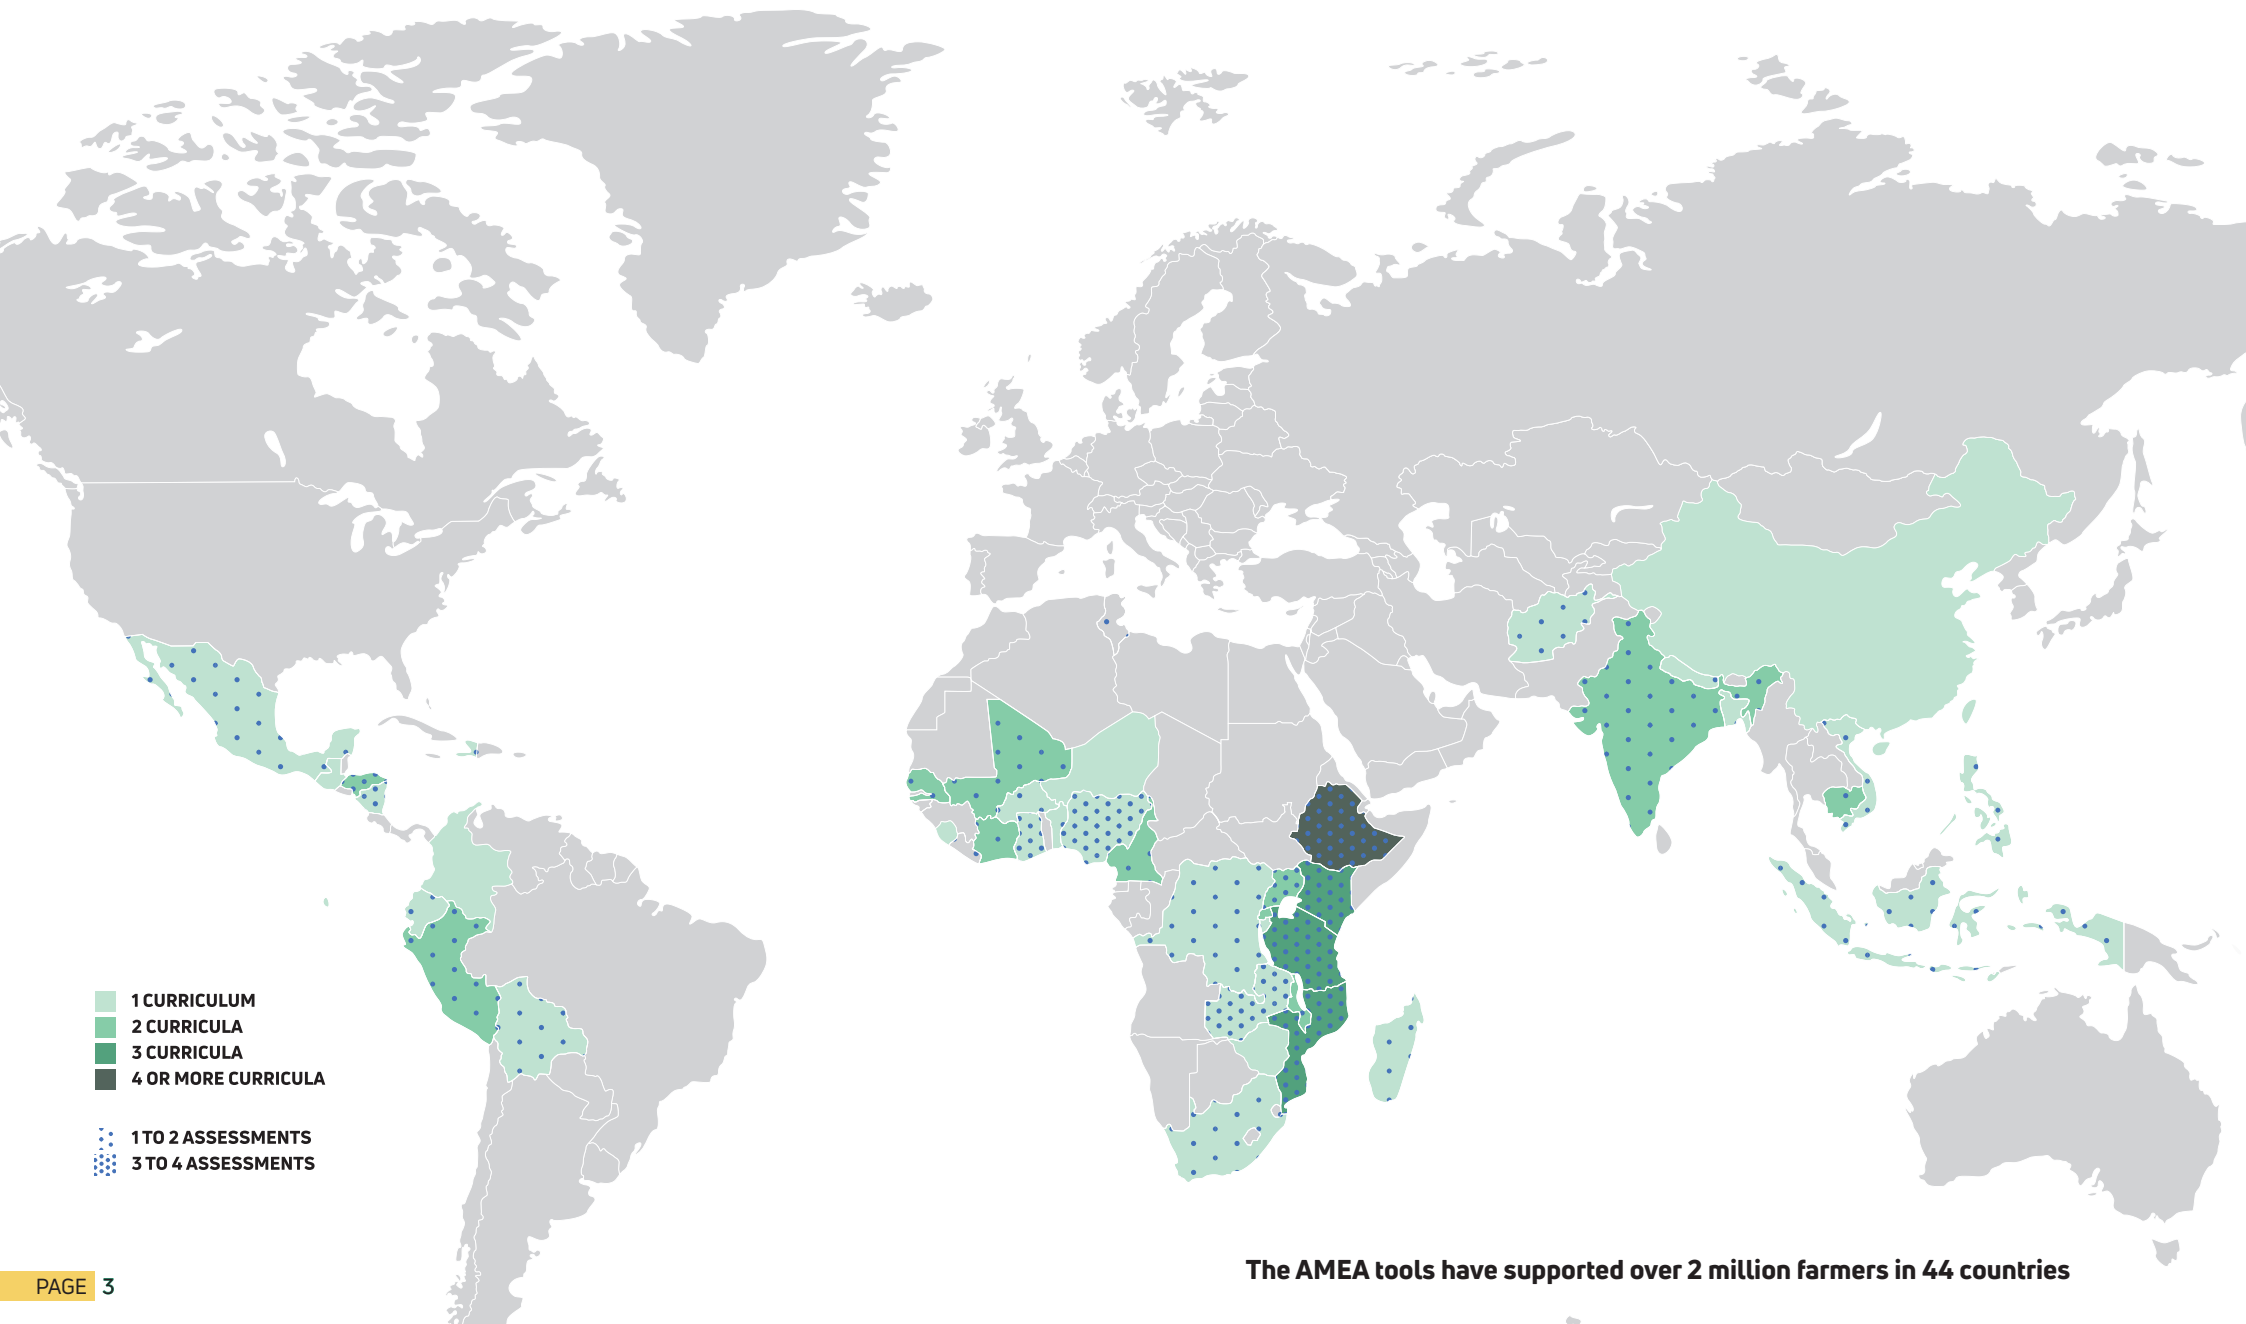 1 CURRICULUM
2 CURRICULA
3 CURRICULA
4 OR MORE CURRICULA
1 TO 2 ASSESSMENTS
3 TO 4 ASSESSMENTS
The AMEA tools have supported over 2 million farmers in 44 countries
PAGE 3